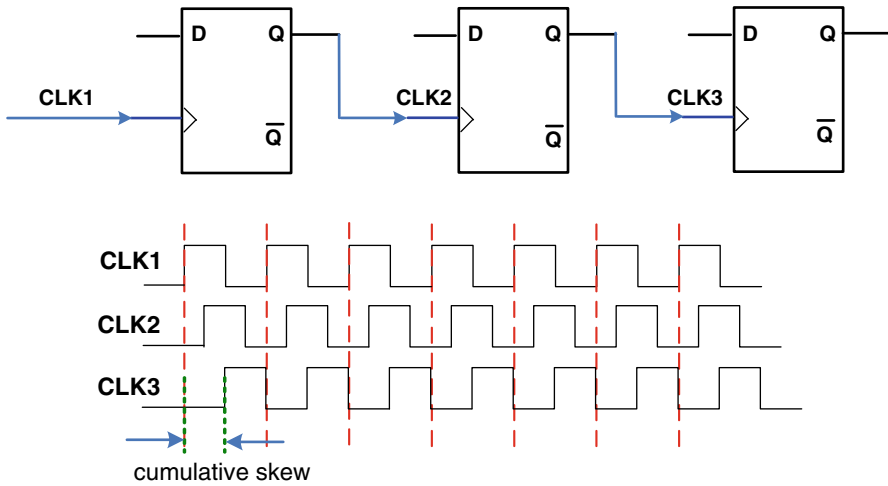 D Q D Q D Q
CLK1 CLK2 CLK3
Q̅ Q̅ Q̅
CLK1
CLK2
CLK3
cumulative skew